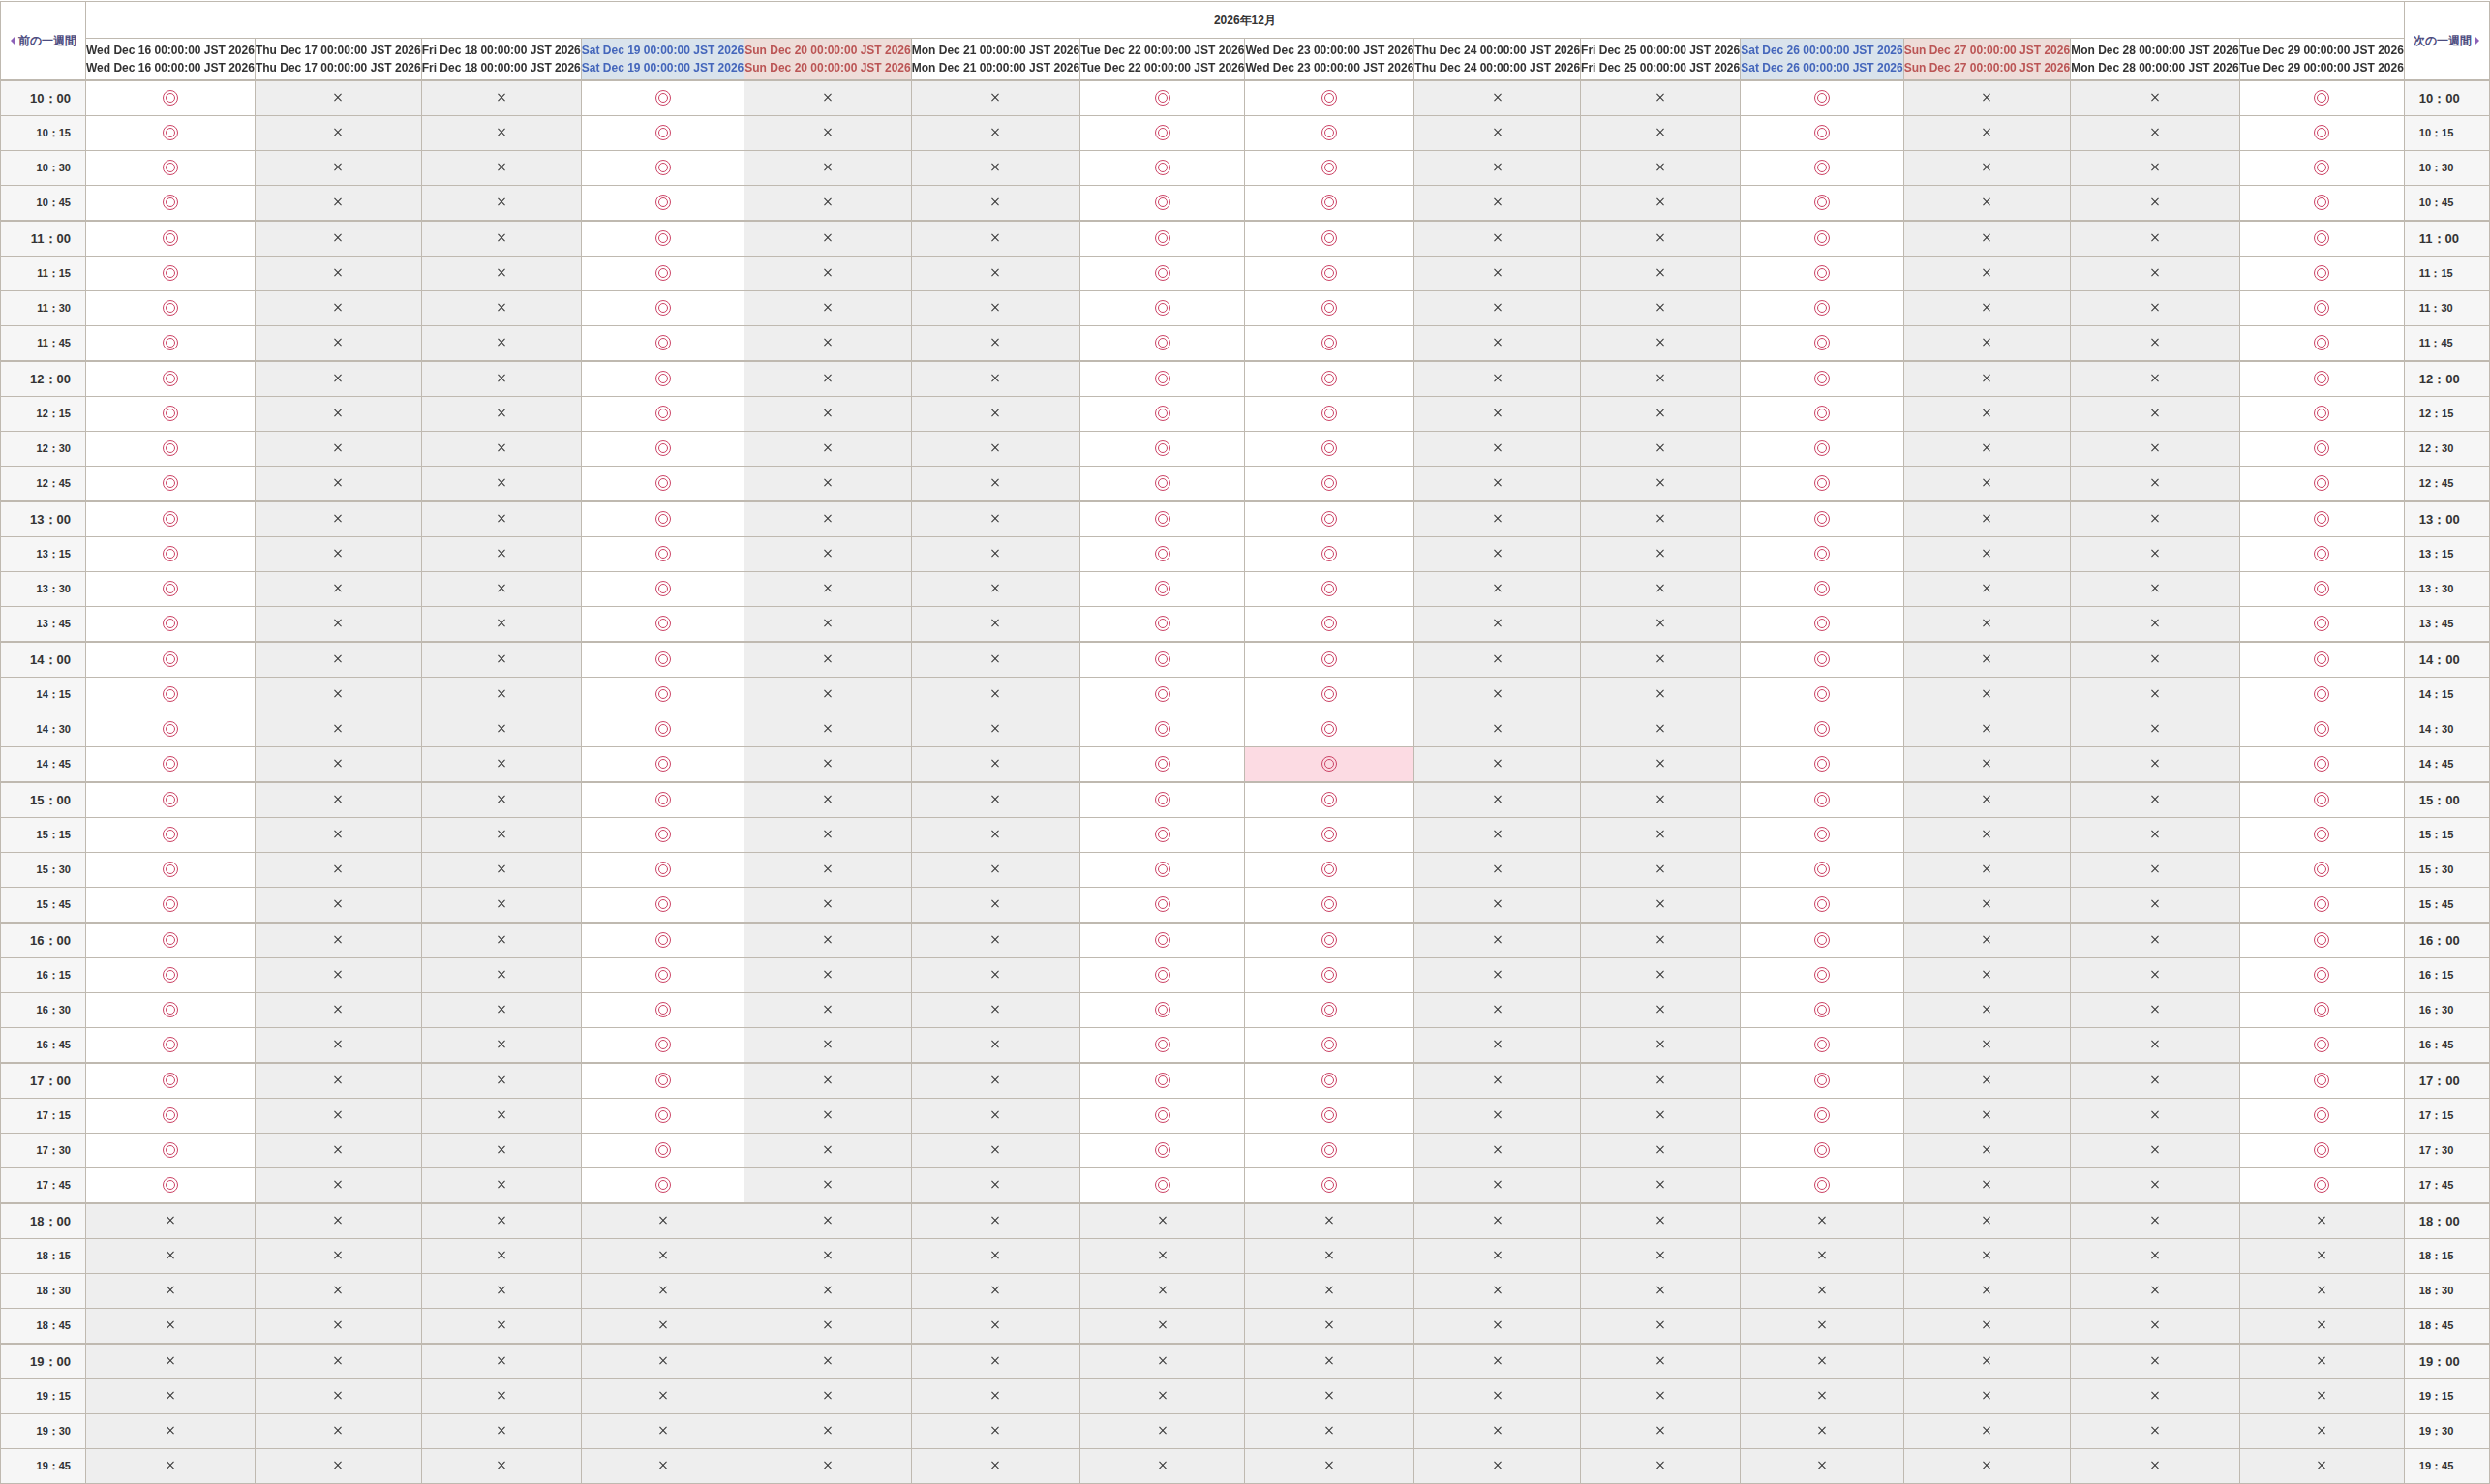 2026年12月
前の一週間
Wed Dec 16 00:00:00 JST 2026 Thu Dec 17 00:00:00 JST 2026 Fri Dec 18 00:00:00 JST 2026 Sat Dec 19 00:00:00 JST 2026 Sun Dec 20 00:00:00 JST 2026 Mon Dec 21 00:00:00 JST 2026 Tue Dec 22 00:00:00 JST 2026 Wed Dec 23 00:00:00 JST 2026 Thu Dec 24 00:00:00 JST 2026 Fri Dec 25 00:00:00 JST 2026 Sat Dec 26 00:00:00 JST 2026 Sun Dec 27 00:00:00 JST 2026 Mon Dec 28 00:00:00 JST 2026 Tue Dec 29 00:00:00 JST 2026
Wed Dec 16 00:00:00 JST 2026 Thu Dec 17 00:00:00 JST 2026 Fri Dec 18 00:00:00 JST 2026 Sat Dec 19 00:00:00 JST 2026 Sun Dec 20 00:00:00 JST 2026 Mon Dec 21 00:00:00 JST 2026 Tue Dec 22 00:00:00 JST 2026 Wed Dec 23 00:00:00 JST 2026 Thu Dec 24 00:00:00 JST 2026 Fri Dec 25 00:00:00 JST 2026 Sat Dec 26 00:00:00 JST 2026 Sun Dec 27 00:00:00 JST 2026 Mon Dec 28 00:00:00 JST 2026 Tue Dec 29 00:00:00 JST 2026
次の一週間
10：00 ◎ × × ◎ × × ◎ ◎ × × ◎ × × ◎ 10：00
10：15 ◎ × × ◎ × × ◎ ◎ × × ◎ × × ◎ 10：15
10：30 ◎ × × ◎ × × ◎ ◎ × × ◎ × × ◎ 10：30
10：45 ◎ × × ◎ × × ◎ ◎ × × ◎ × × ◎ 10：45
11：00 ◎ × × ◎ × × ◎ ◎ × × ◎ × × ◎ 11：00
11：15 ◎ × × ◎ × × ◎ ◎ × × ◎ × × ◎ 11：15
11：30 ◎ × × ◎ × × ◎ ◎ × × ◎ × × ◎ 11：30
11：45 ◎ × × ◎ × × ◎ ◎ × × ◎ × × ◎ 11：45
12：00 ◎ × × ◎ × × ◎ ◎ × × ◎ × × ◎ 12：00
12：15 ◎ × × ◎ × × ◎ ◎ × × ◎ × × ◎ 12：15
12：30 ◎ × × ◎ × × ◎ ◎ × × ◎ × × ◎ 12：30
12：45 ◎ × × ◎ × × ◎ ◎ × × ◎ × × ◎ 12：45
13：00 ◎ × × ◎ × × ◎ ◎ × × ◎ × × ◎ 13：00
13：15 ◎ × × ◎ × × ◎ ◎ × × ◎ × × ◎ 13：15
13：30 ◎ × × ◎ × × ◎ ◎ × × ◎ × × ◎ 13：30
13：45 ◎ × × ◎ × × ◎ ◎ × × ◎ × × ◎ 13：45
14：00 ◎ × × ◎ × × ◎ ◎ × × ◎ × × ◎ 14：00
14：15 ◎ × × ◎ × × ◎ ◎ × × ◎ × × ◎ 14：15
14：30 ◎ × × ◎ × × ◎ ◎ × × ◎ × × ◎ 14：30
14：45 ◎ × × ◎ × × ◎ ◎ × × ◎ × × ◎ 14：45
15：00 ◎ × × ◎ × × ◎ ◎ × × ◎ × × ◎ 15：00
15：15 ◎ × × ◎ × × ◎ ◎ × × ◎ × × ◎ 15：15
15：30 ◎ × × ◎ × × ◎ ◎ × × ◎ × × ◎ 15：30
15：45 ◎ × × ◎ × × ◎ ◎ × × ◎ × × ◎ 15：45
16：00 ◎ × × ◎ × × ◎ ◎ × × ◎ × × ◎ 16：00
16：15 ◎ × × ◎ × × ◎ ◎ × × ◎ × × ◎ 16：15
16：30 ◎ × × ◎ × × ◎ ◎ × × ◎ × × ◎ 16：30
16：45 ◎ × × ◎ × × ◎ ◎ × × ◎ × × ◎ 16：45
17：00 ◎ × × ◎ × × ◎ ◎ × × ◎ × × ◎ 17：00
17：15 ◎ × × ◎ × × ◎ ◎ × × ◎ × × ◎ 17：15
17：30 ◎ × × ◎ × × ◎ ◎ × × ◎ × × ◎ 17：30
17：45 ◎ × × ◎ × × ◎ ◎ × × ◎ × × ◎ 17：45
18：00 × × × × × × × × × × × × × × 18：00
18：15 × × × × × × × × × × × × × × 18：15
18：30 × × × × × × × × × × × × × × 18：30
18：45 × × × × × × × × × × × × × × 18：45
19：00 × × × × × × × × × × × × × × 19：00
19：15 × × × × × × × × × × × × × × 19：15
19：30 × × × × × × × × × × × × × × 19：30
19：45 × × × × × × × × × × × × × × 19：45